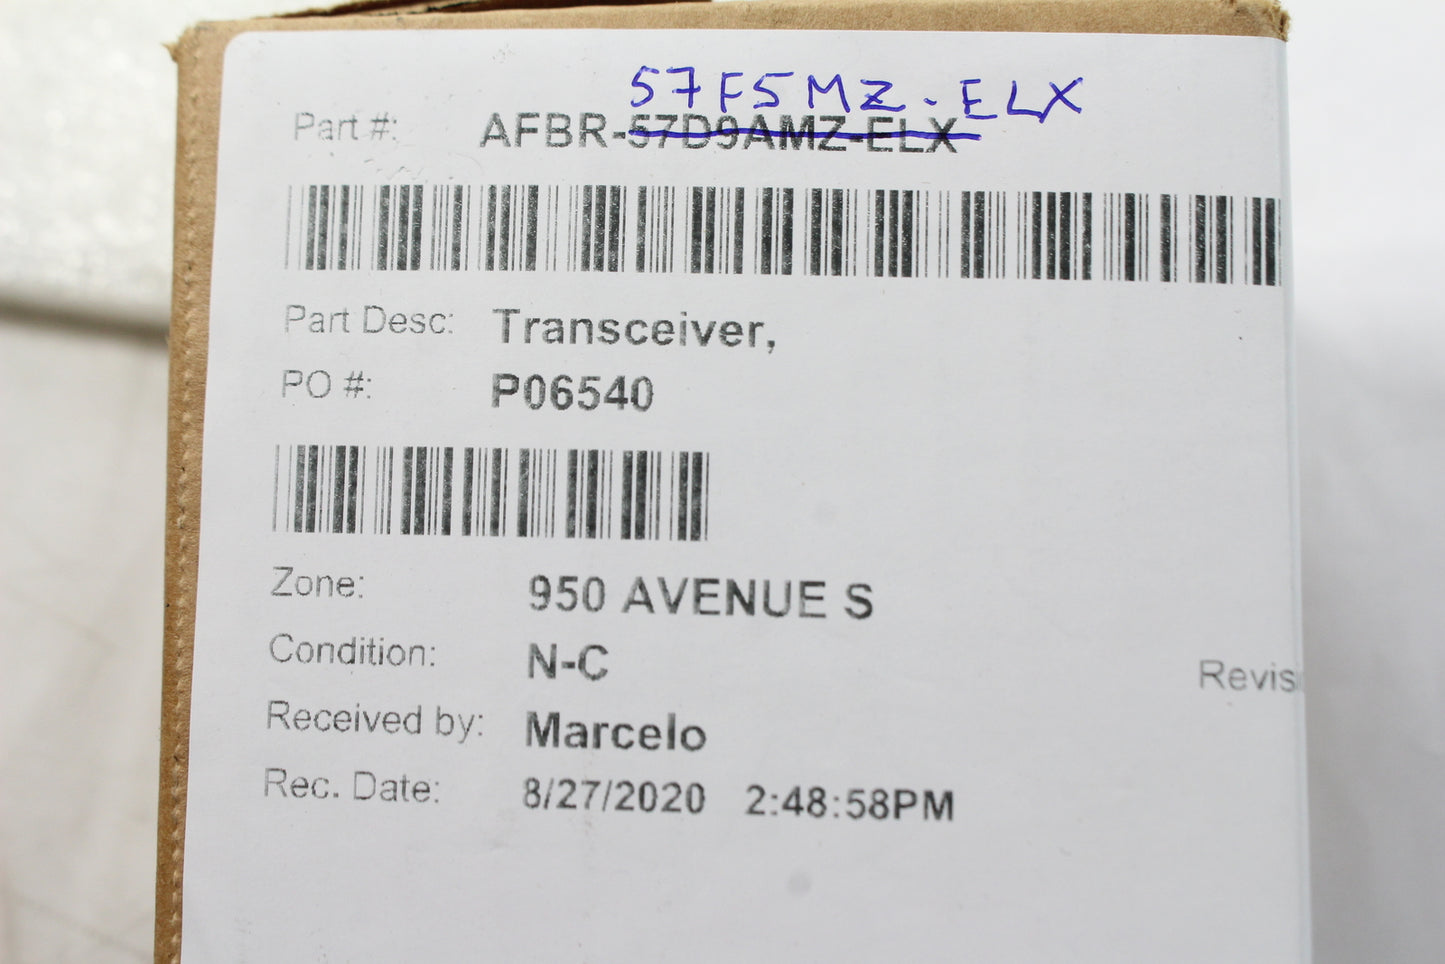 57F5MZ-ELX
Part #: AFBR-57D9AMZ-ELX
Part Desc: Transceiver,
PO #: P06540
Zone: 950 AVENUE S
Condition: N-C
Revis
Received by: Marcelo
Rec. Date: 8/27/2020 2:48:58PM